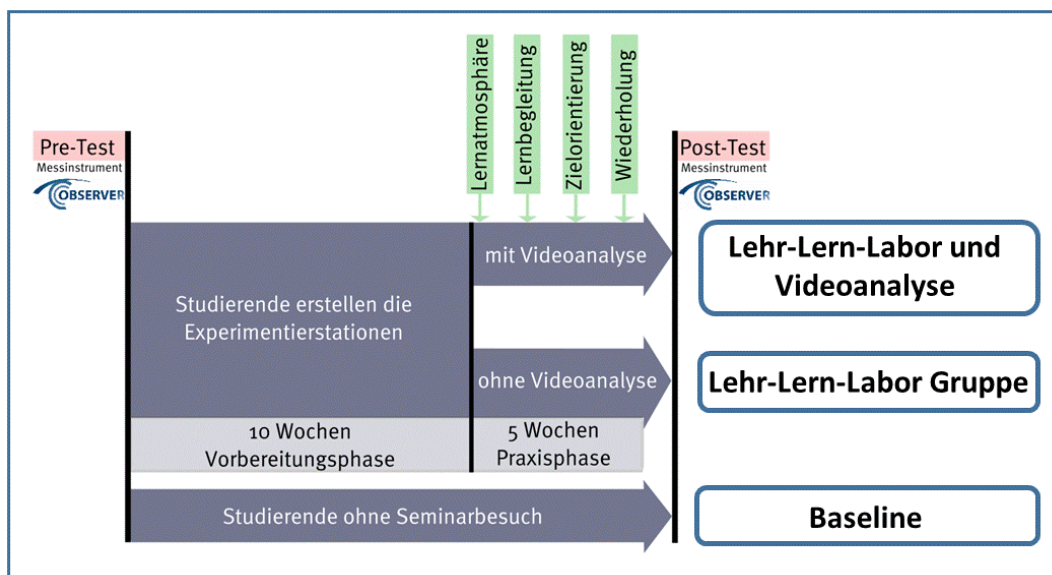 Lernatmosphäre
Lernbegleitung
Zielorientierung
Wiederholung
Pre-Test
Messinstrument
OBSERVER
Post-Test
Messinstrument
OBSERVER
Studierende erstellen die
Experimentierstationen
mit Videoanalyse
ohne Videoanalyse
Lehr-Lern-Labor und
Videoanalyse
Lehr-Lern-Labor Gruppe
10 Wochen
Vorbereitungsphase
5 Wochen
Praxisphase
Studierende ohne Seminarbesuch
Baseline